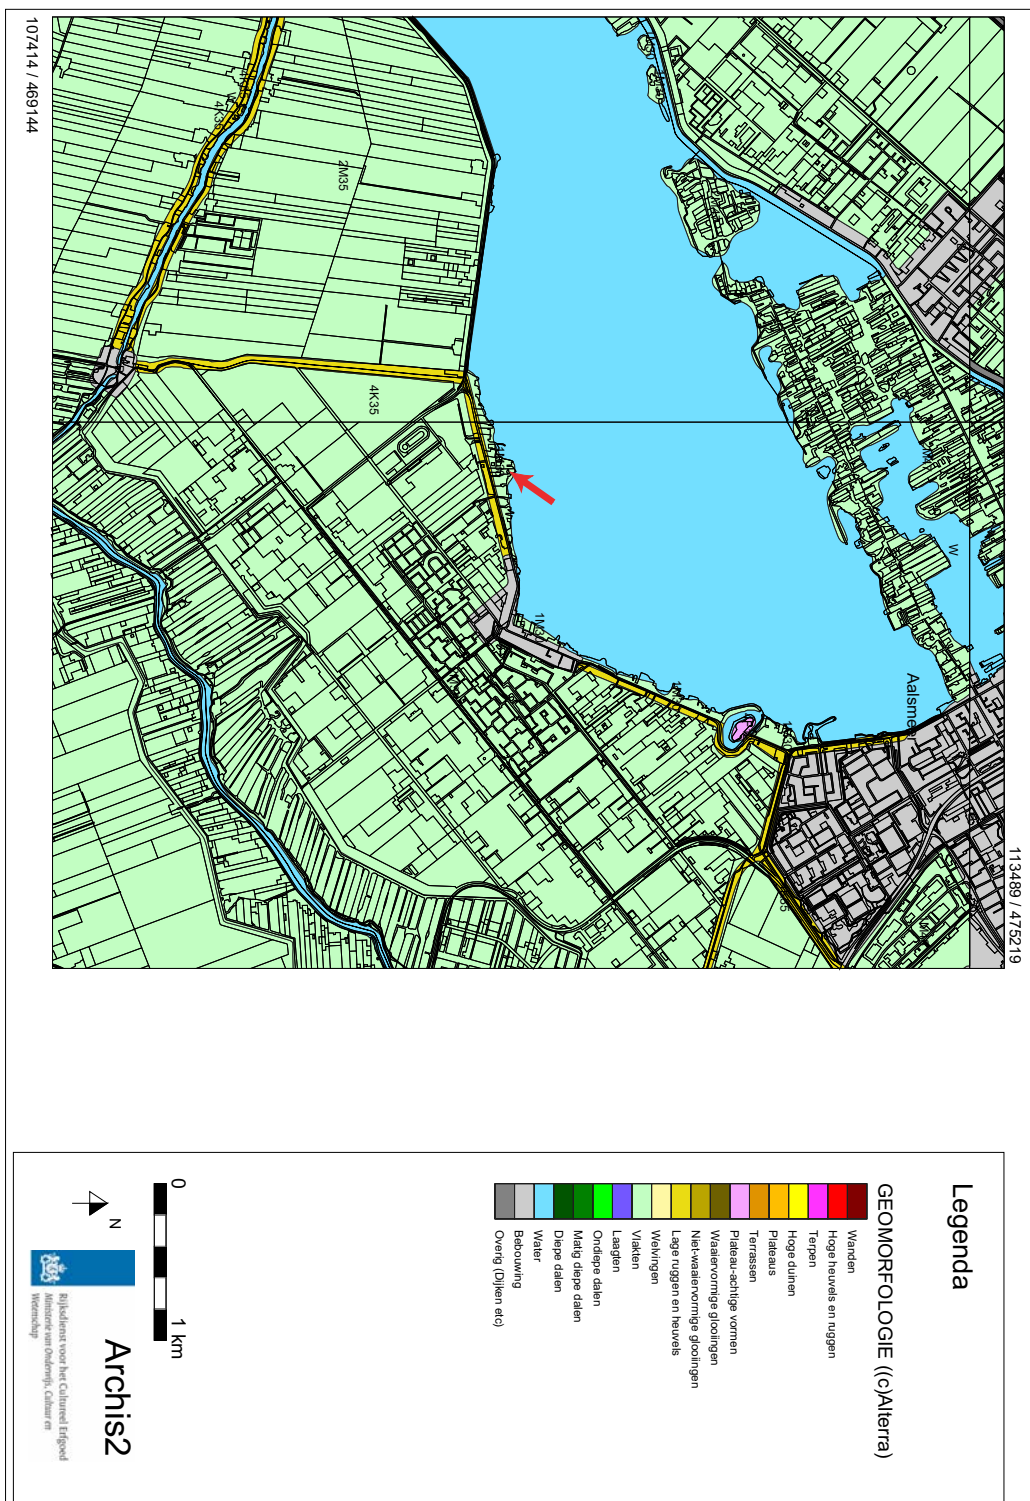 107414 / 469144
113489 / 475219
4K35
2M35
4K35
W
Aalsmeer
Legenda
GEOMORFOLOGIE ((c)Alterra)
Wanden
Hoge heuvels en ruggen
Terpen
Hoge duinen
Plateaus
Terrassen
Plateau-achtige vormen
Waaiervormige glooiingen
Niet-waaiervormige glooiingen
Lage ruggen en heuvels
Welvingen
Vlakten
Laagten
Ondiepe dalen
Matig diepe dalen
Diepe dalen
Water
Bebouwing
Overig (Dijken etc)
0
1 km
N
Archis2
Rijksdienst voor het Cultureel Erfgoed
Ministerie van Onderwijs, Cultuur en
Wetenschap